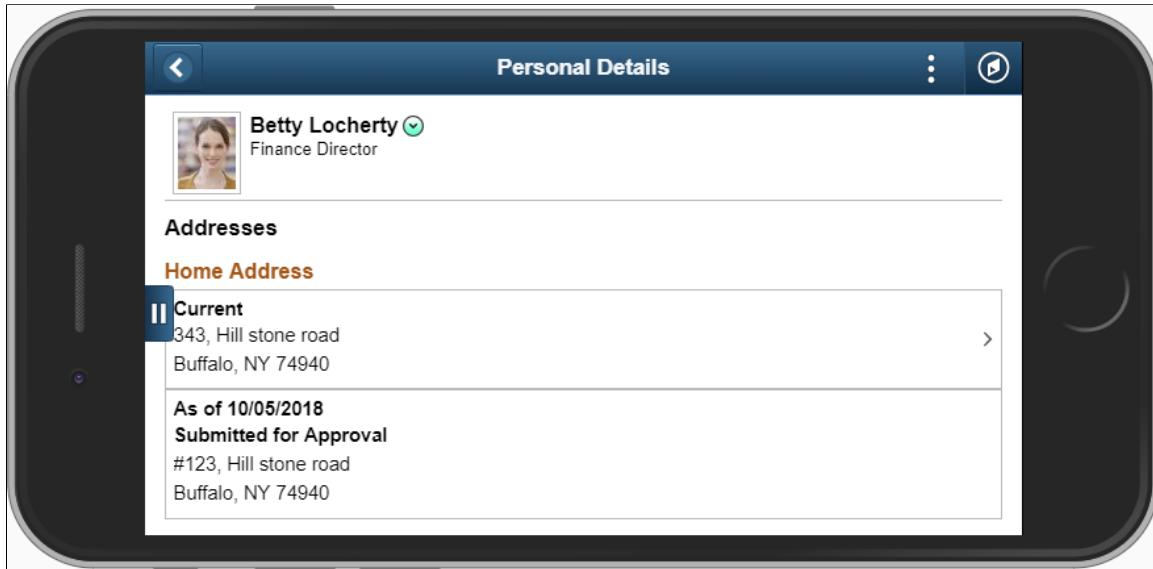 Personal Details
Betty Locherty
Finance Director
Addresses
Home Address
Current
343, Hill stone road
Buffalo, NY 74940
As of 10/05/2018
Submitted for Approval
#123, Hill stone road
Buffalo, NY 74940